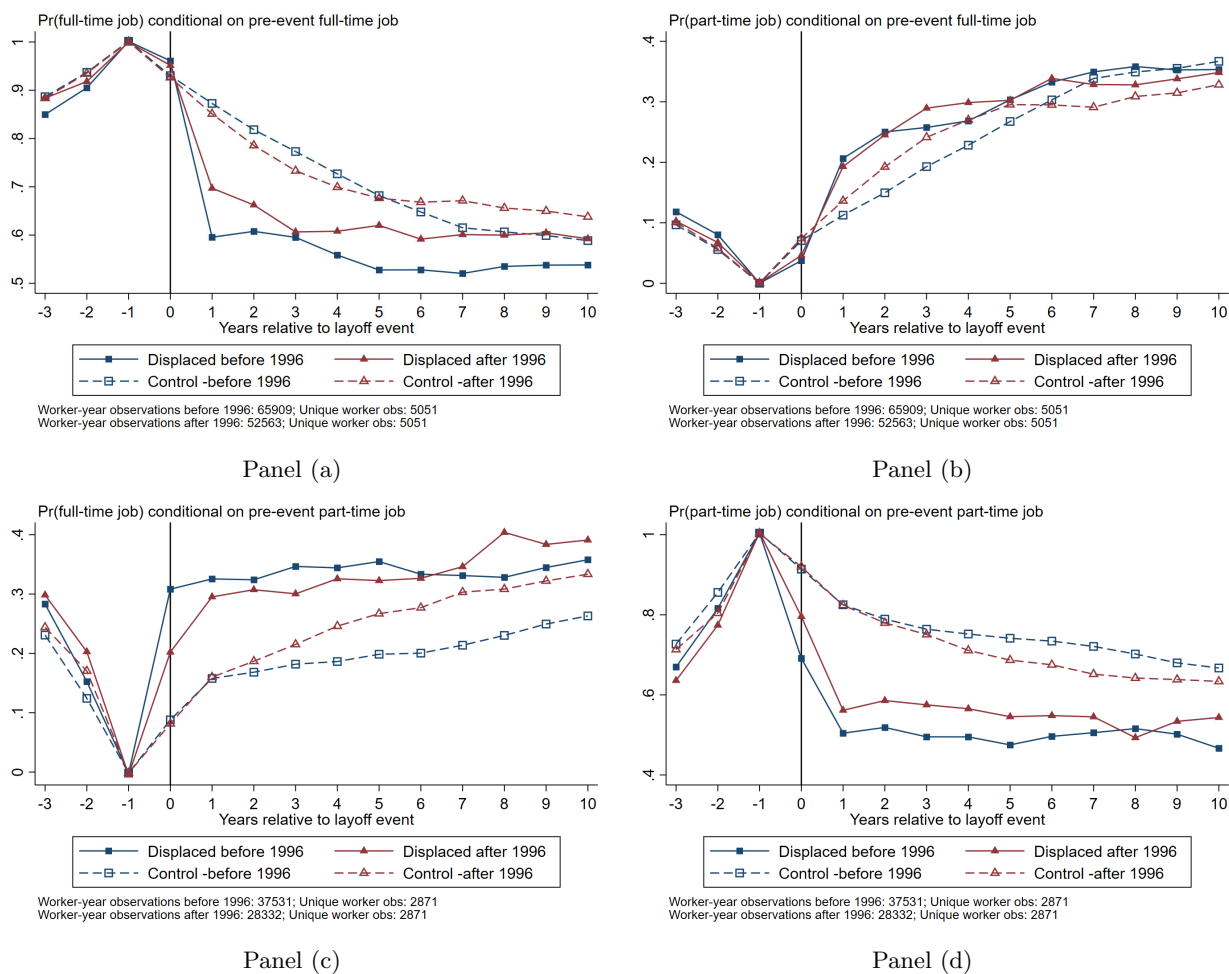 Pr(full-time job) conditional on pre-event full-time job
1
.9
.8
.7
.6
.5
-3 -2 -1 0 1 2 3 4 5 6 7 8 9 10
Years relative to layoff event
Displaced before 1996 Displaced after 1996
Control -before 1996 Control -after 1996
Worker-year observations before 1996: 65909; Unique worker obs: 5051
Worker-year observations after 1996: 52563; Unique worker obs: 5051
Panel (a)
Pr(part-time job) conditional on pre-event full-time job
.4
.3
.2
.1
0
-3 -2 -1 0 1 2 3 4 5 6 7 8 9 10
Years relative to layoff event
Displaced before 1996 Displaced after 1996
Control -before 1996 Control -after 1996
Worker-year observations before 1996: 65909; Unique worker obs: 5051
Worker-year observations after 1996: 52563; Unique worker obs: 5051
Panel (b)
Pr(full-time job) conditional on pre-event part-time job
.4
.3
.2
.1
0
-3 -2 -1 0 1 2 3 4 5 6 7 8 9 10
Years relative to layoff event
Displaced before 1996 Displaced after 1996
Control -before 1996 Control -after 1996
Worker-year observations before 1996: 37531; Unique worker obs: 2871
Worker-year observations after 1996: 28332; Unique worker obs: 2871
Panel (c)
Pr(part-time job) conditional on pre-event part-time job
1
.8
.6
.4
-3 -2 -1 0 1 2 3 4 5 6 7 8 9 10
Years relative to layoff event
Displaced before 1996 Displaced after 1996
Control -before 1996 Control -after 1996
Worker-year observations before 1996: 37531; Unique worker obs: 2871
Worker-year observations after 1996: 28332; Unique worker obs: 2871
Panel (d)